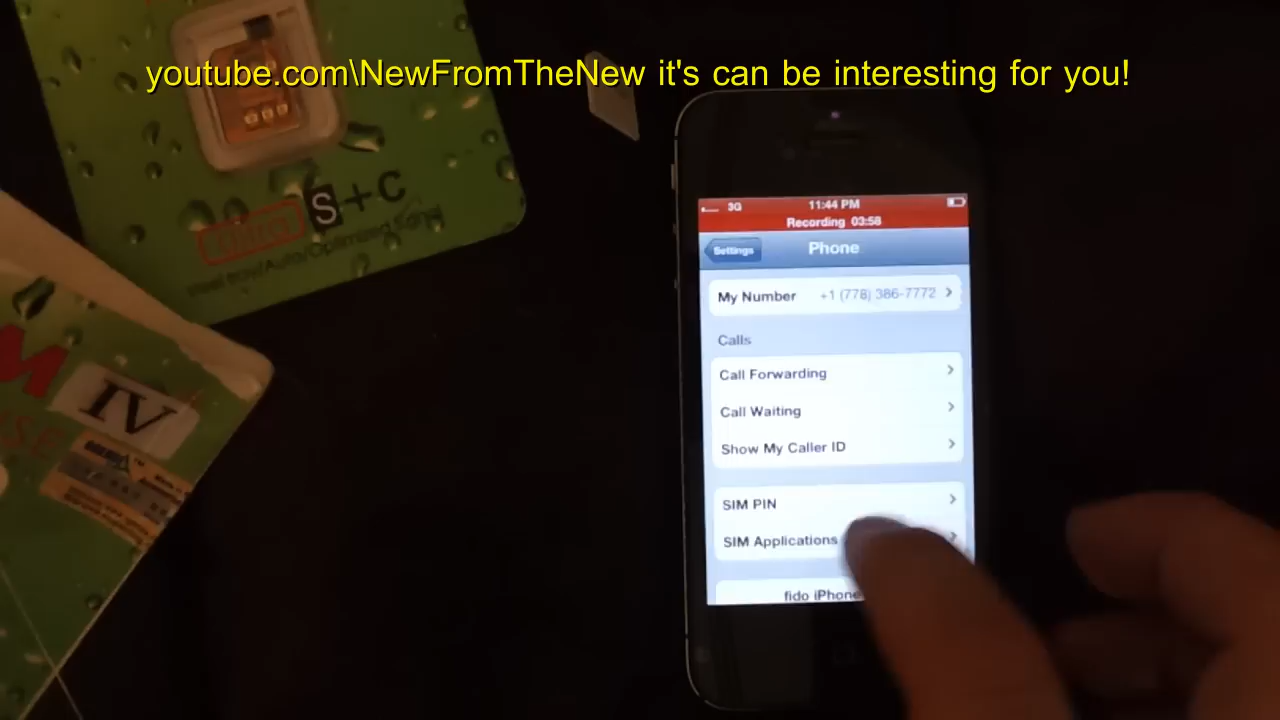 youtube.com\NewFromTheNew it's can be interesting for you!
S+C
IV
3G 11:44 PM
Recording 03:58
Settings Phone
My Number +1 (778) 386-7772
Calls
Call Forwarding
Call Waiting
Show My Caller ID
SIM PIN
SIM Applications
fido iPhone